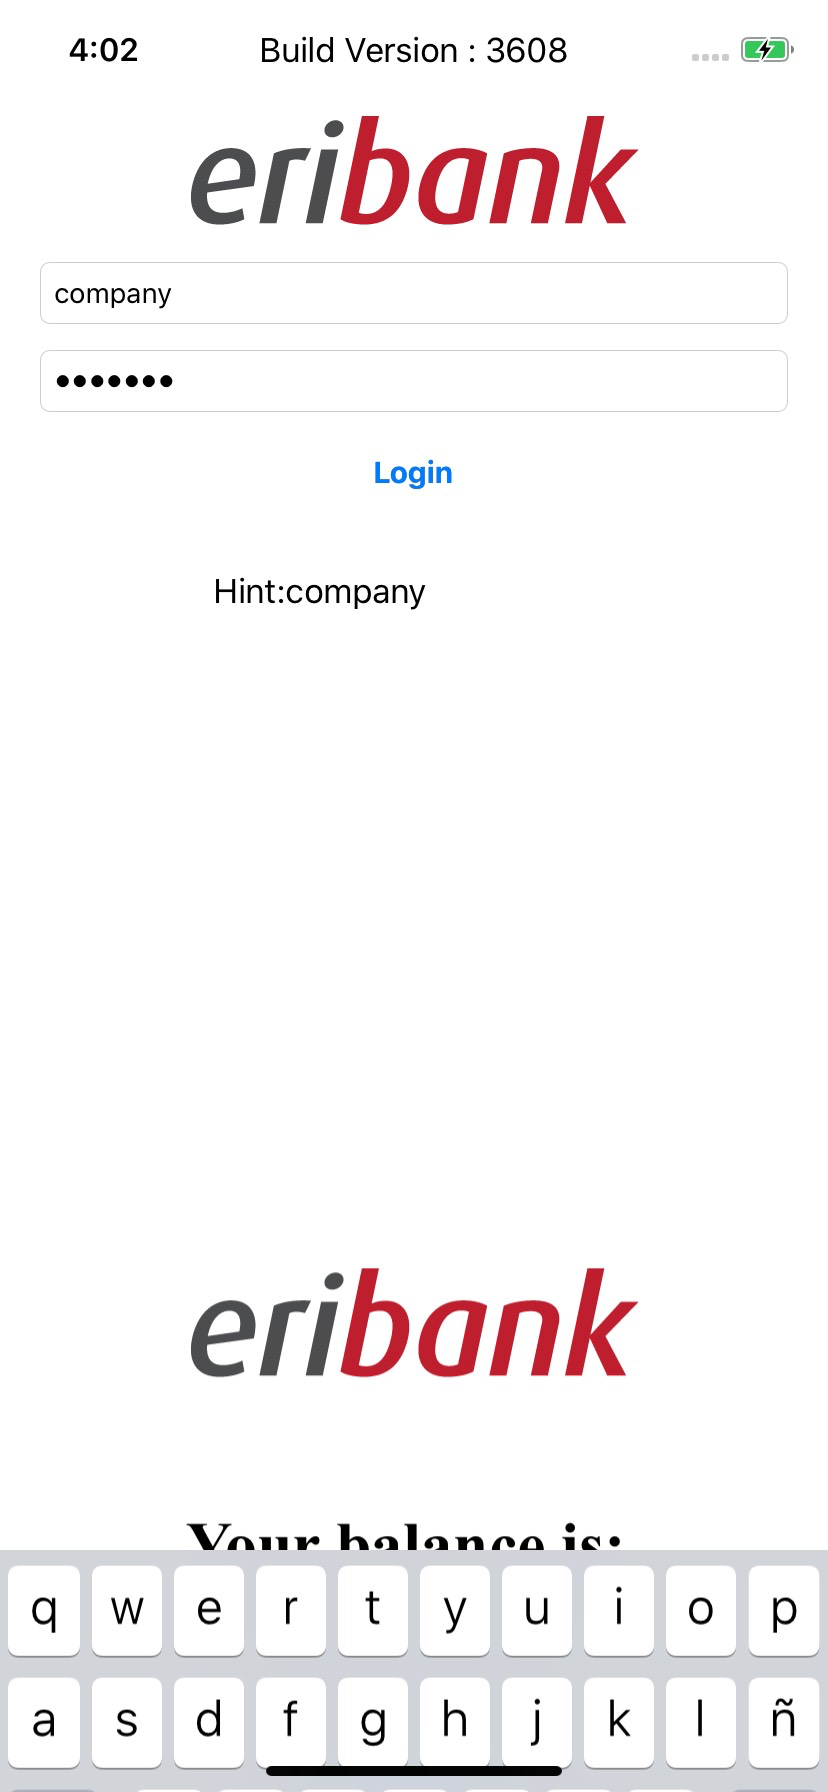 4:02 Build Version : 3608
eribank
company
•••••••
Login
Hint:company
eribank
Your balance is:
q w e r t y u i o p
a s d f g h j k l ñ